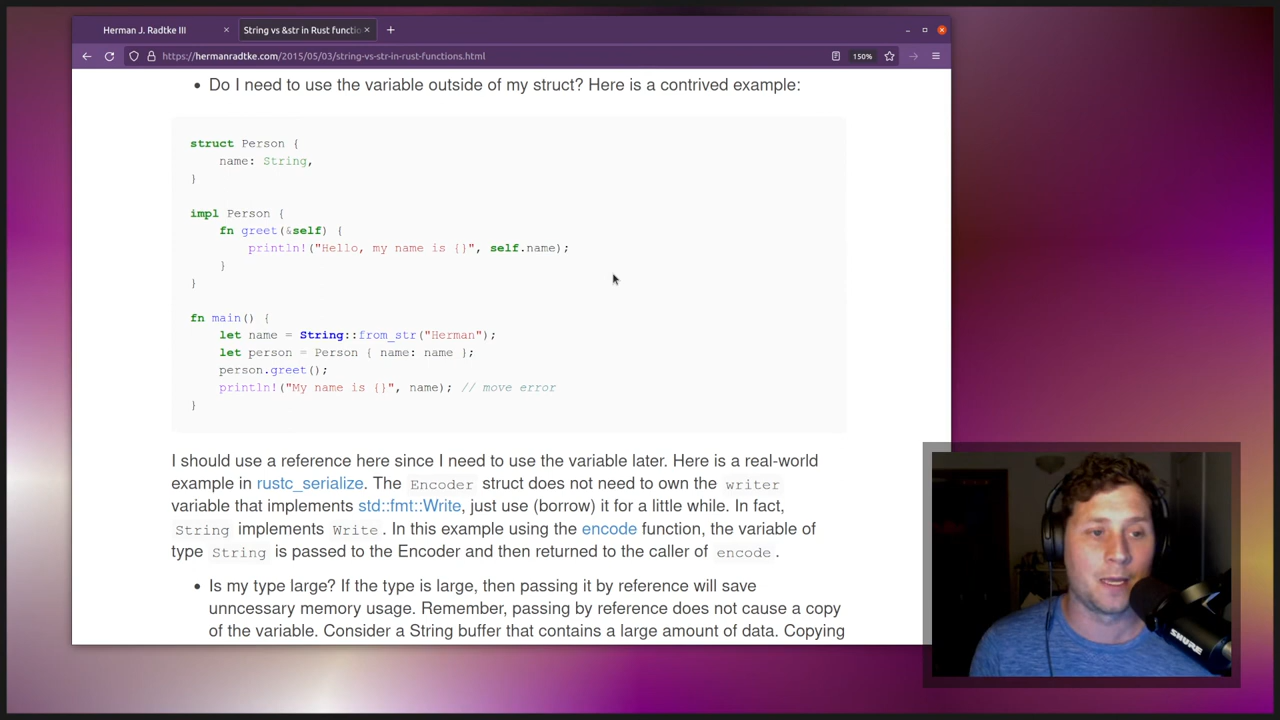 Herman J. Radtke III
String vs &str in Rust functio
https://hermanradtke.com/2015/05/03/string-vs-str-in-rust-functions.html
150%
• Do I need to use the variable outside of my struct? Here is a contrived example:
struct Person {
name: String,
}
impl Person {
fn greet(&self) {
println!("Hello, my name is {}", self.name);
}
}
fn main() {
let name = String::from_str("Herman");
let person = Person { name: name };
person.greet();
println!("My name is {}", name); // move error
}
I should use a reference here since I need to use the variable later. Here is a real-world
example in rustc_serialize. The Encoder struct does not need to own the writer
variable that implements std::fmt::Write, just use (borrow) it for a little while. In fact,
String implements Write. In this example using the encode function, the variable of
type String is passed to the Encoder and then returned to the caller of encode.
• Is my type large? If the type is large, then passing it by reference will save
unncessary memory usage. Remember, passing by reference does not cause a copy
of the variable. Consider a String buffer that contains a large amount of data. Copying
SHURE